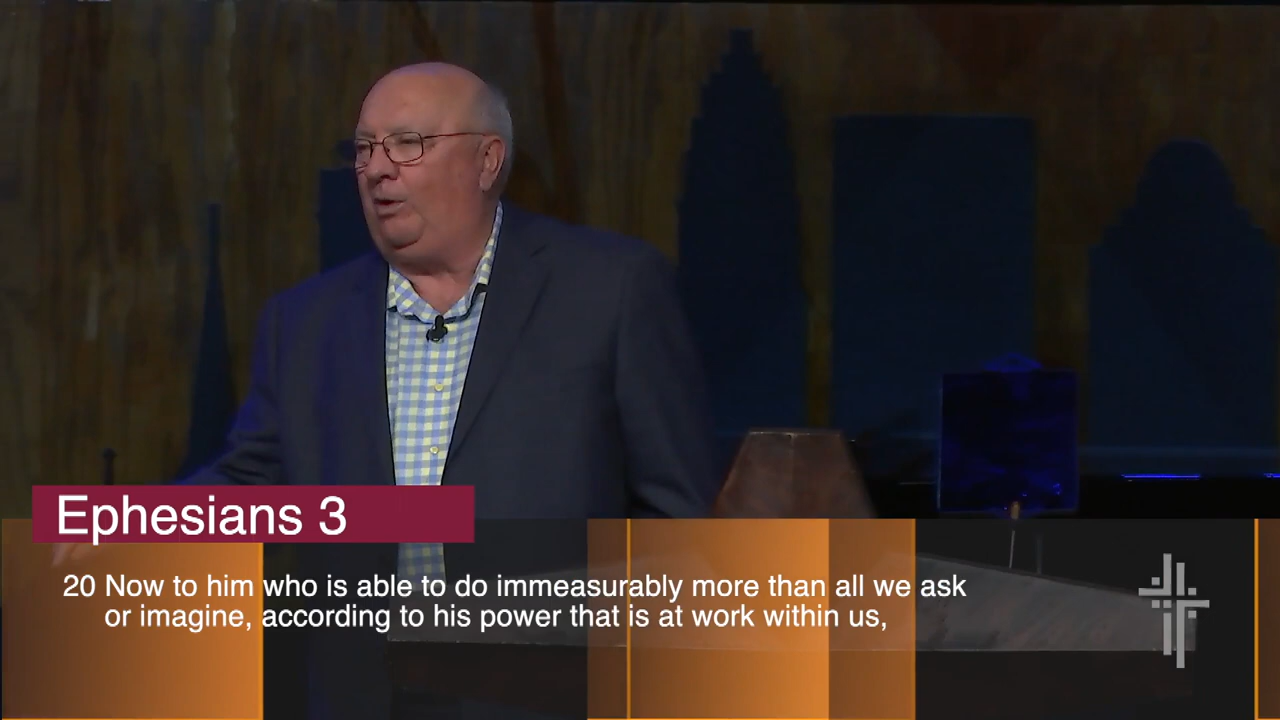 Ephesians 3
20 Now to him who is able to do immeasurably more than all we ask
or imagine, according to his power that is at work within us,